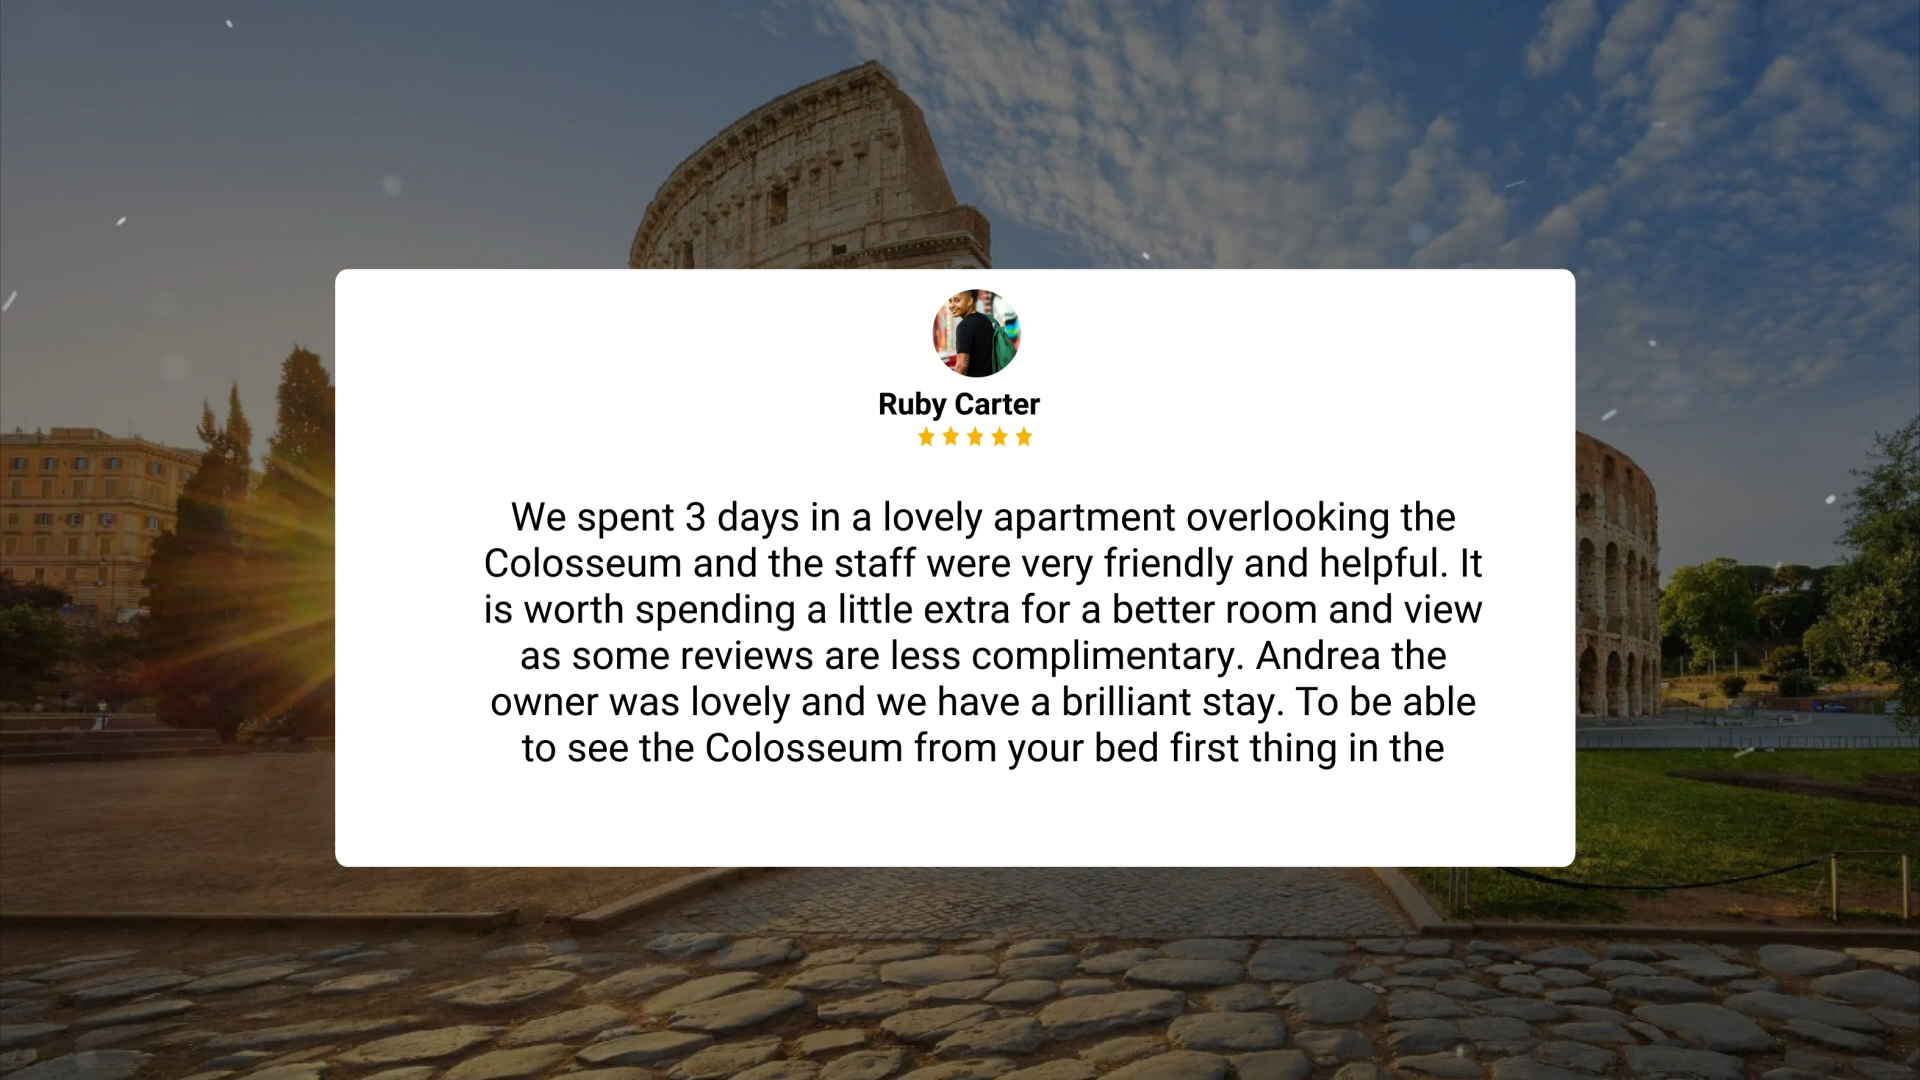 Ruby Carter
We spent 3 days in a lovely apartment overlooking the
Colosseum and the staff were very friendly and helpful. It
is worth spending a little extra for a better room and view
as some reviews are less complimentary. Andrea the
owner was lovely and we have a brilliant stay. To be able
to see the Colosseum from your bed first thing in the